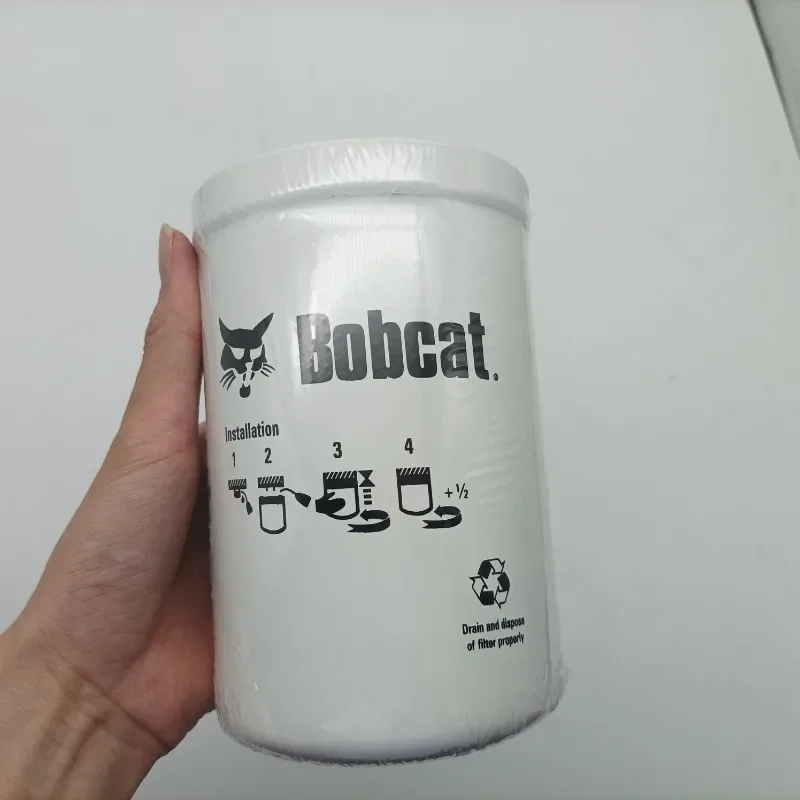 Bobcat.
Installation
1 2 3 4
+ ½
Drain and dispose
of filter properly